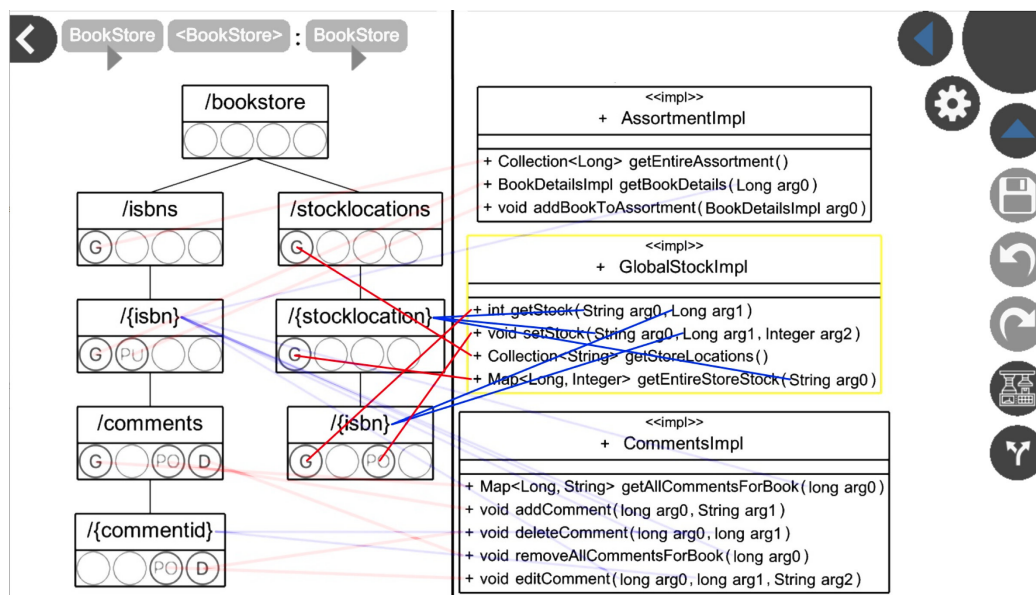 BookStore <BookStore> : BookStore
/bookstore
/isbns
G
/{isbn}
G PU
/comments
G PO D
/{commentid}
PO D
/stocklocations
G
/{stocklocation}
G
/{isbn}
G PO
<<impl>>
+ AssortmentImpl
+ Collection<Long> getEntireAssortment()
+ BookDetailsImpl getBookDetails(Long arg0)
+ void addBookToAssortment(BookDetailsImpl arg0)
<<impl>>
+ GlobalStockImpl
+ int getStock(String arg0, Long arg1)
+ void setStock(String arg0, Long arg1, Integer arg2)
+ Collection<String> getStoreLocations()
+ Map<Long, Integer> getEntireStoreStock(String arg0)
<<impl>>
+ CommentsImpl
+ Map<Long, String> getAllCommentsForBook(long arg0)
+ void addComment(long arg0, String arg1)
+ void deleteComment(long arg0, long arg1)
+ void removeAllCommentsForBook(long arg0)
+ void editComment(long arg0, long arg1, String arg2)